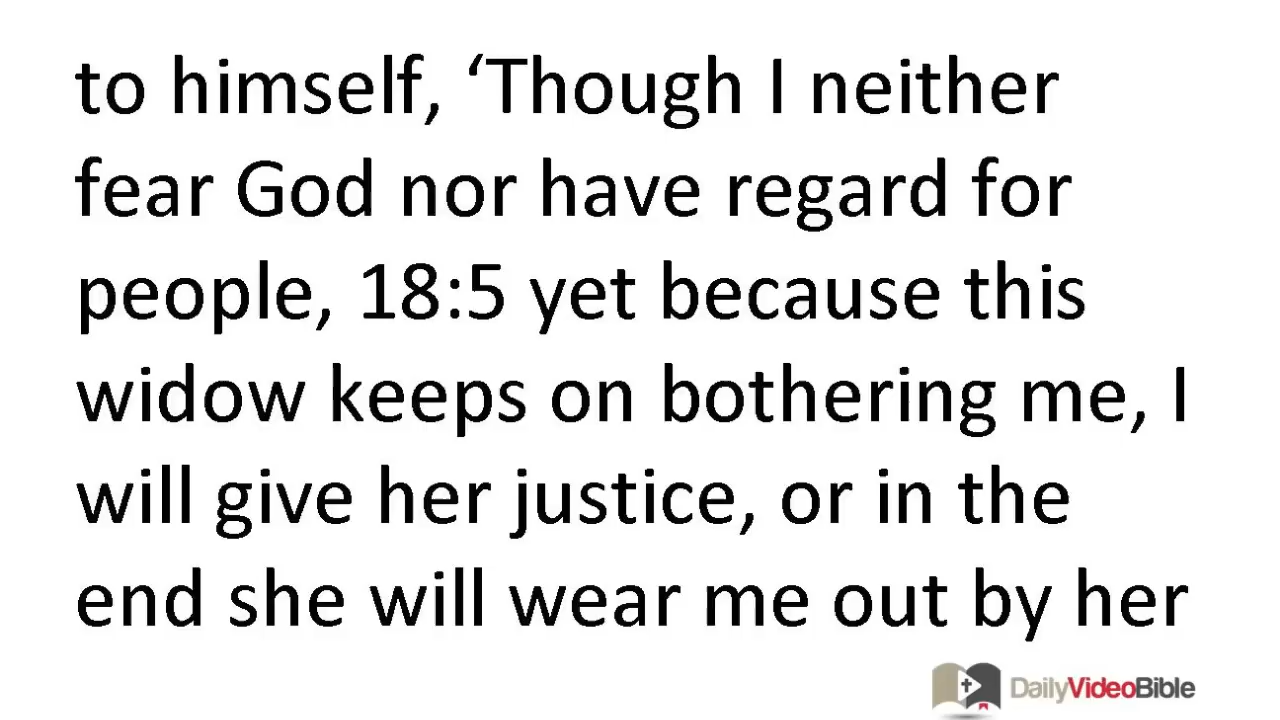 to himself, ‘Though I neither
fear God nor have regard for
people, 18:5 yet because this
widow keeps on bothering me, I
will give her justice, or in the
end she will wear me out by her
DailyVideoBible